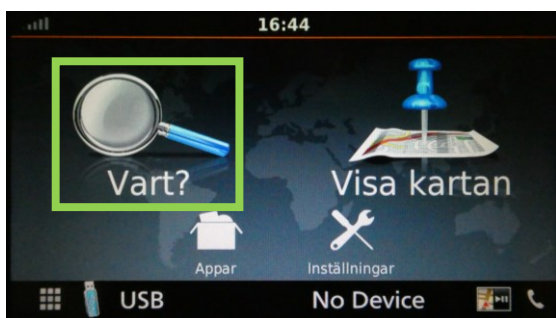 16:44
Vart? Visa kartan
Appar Inställningar
USB No Device